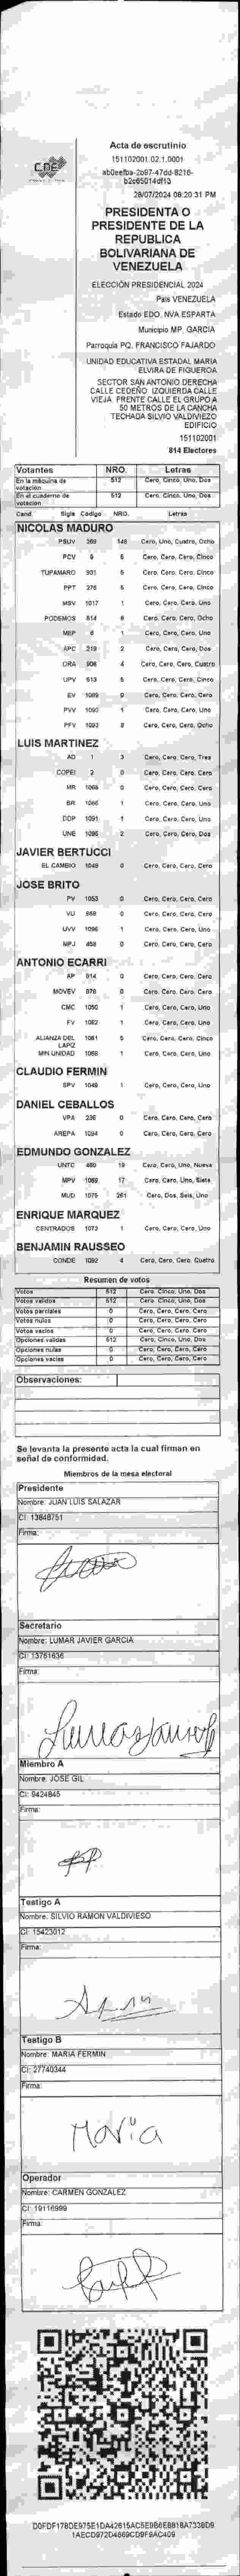 CDE
Acta de escrutinio
151102001.02.1.0001
28/07/2024 08:20:31 PM
PRESIDENTA O
PRESIDENTE DE LA
REPUBLICA
BOLIVARIANA DE
VENEZUELA
ELECCIÓN PRESIDENCIAL 2024
Pais VENEZUELA
Estado EDO. NVA ESPARTA
Municipio MP. GARCIA
Parroquia PQ. FRANCISCO FAJARDO
UNIDAD EDUCATIVA ESTADAL MARIA
ELVIRA DE FIGUEROA
SECTOR SAN ANTONIO DERECHA
CALLE CEDEÑO. IZQUIERDA CALLE
VIEJA. FRENTE CALLE EL GRUPO A
50 METROS DE LA CANCHA
TECHADA SILVIO VALDIVIEZO
EDIFICIO
151102001
814 Electores
Votantes NRO. Letras
En la máquina de votación 512 Cero, Cinco, Uno, Dos
En el cuaderno de votación 512 Cero, Cinco, Uno, Dos
Cand. Sigla Código NRO. Letras
NICOLAS MADURO
PSUV 269 148 Cero, Uno, Cuatro, Ocho
PCV 5 Cero, Cero, Cero, Cinco
TUPAMARO 931 5 Cero, Cero, Cero, Cinco
PPT 276 5 Cero, Cero, Cero, Cinco
MSV 1017 1 Cero, Cero, Cero, Uno
PODEMOS 814 8 Cero, Cero, Cero, Ocho
MEP 6 1 Cero, Cero, Cero, Uno
APC 219 2 Cero, Cero, Cero, Dos
ORA 908 4 Cero, Cero, Cero, Cuatro
UPV 613 5 Cero, Cero, Cero, Cinco
EV 1089 0 Cero, Cero, Cero, Cero
PVV 1 Cero, Cero, Cero, Uno
PFV 1093 8 Cero, Cero, Cero, Ocho
LUIS MARTINEZ
AD 1 3 Cero, Cero, Cero, Tres
COPEI 2 0 Cero, Cero, Cero, Cero
MR 1068 0 Cero, Cero, Cero, Cero
BR 1066 1 Cero, Cero, Cero, Uno
DDP 1091 1 Cero, Cero, Cero, Uno
UNE 1095 2 Cero, Cero, Cero, Dos
JAVIER BERTUCCI
EL CAMBIO 1048 0 Cero, Cero, Cero, Cero
JOSE BRITO
PV 1053 0 Cero, Cero, Cero, Cero
VU 868 0 Cero, Cero, Cero, Cero
UVV 1096 1 Cero, Cero, Cero, Uno
MPJ 458 0 Cero, Cero, Cero, Cero
ANTONIO ECARRI
AP 914 0 Cero, Cero, Cero, Cero
MOVEV 878 0 Cero, Cero, Cero, Cero
CMC 1050 1 Cero, Cero, Cero, Uno
FV 1082 1 Cero, Cero, Cero, Uno
ALIANZA DEL LAPIZ 1081 5 Cero, Cero, Cero, Cinco
MIN UNIDAD 1068 1 Cero, Cero, Cero, Uno
CLAUDIO FERMIN
SPV 1049 1 Cero, Cero, Cero, Uno
DANIEL CEBALLOS
VPA 236 0 Cero, Cero, Cero, Cero
AREPA 1094 0 Cero, Cero, Cero, Cero
EDMUNDO GONZALEZ
UNTC 480 19 Cero, Cero, Uno, Nueve
MPV 1069 17 Cero, Cero, Uno, Siete
MUD 1075 261 Cero, Dos, Seis, Uno
ENRIQUE MARQUEZ
CENTRADOS 1073 1 Cero, Cero, Cero, Uno
BENJAMIN RAUSSEO
CONDE 1092 4 Cero, Cero, Cero, Cuatro
Resumen de votos
Votos 512 Cero, Cinco, Uno, Dos
Votos válidos 512 Cero, Cinco, Uno, Dos
Votos parciales 0 Cero, Cero, Cero, Cero
Votos nulos 0 Cero, Cero, Cero, Cero
Votos vacíos 0 Cero, Cero, Cero, Cero
Opciones válidas 512 Cero, Cinco, Uno, Dos
Opciones nulas 0 Cero, Cero, Cero, Cero
Opciones vacías 0 Cero, Cero, Cero, Cero
Observaciones:
Se levanta la presente acta la cual firman en
señal de conformidad.
Miembros de la mesa electoral
Presidente
Nombre: JUAN LUIS SALAZAR
CI: 13848751
Firma:
Secretario
Nombre: LUMAR JAVIER GARCIA
CI: 13761636
Firma:
Miembro A
Nombre: JOSE GIL
CI: 9424845
Firma:
Testigo A
Nombre: SILVIO RAMON VALDIVIESO
CI: 15423012
Firma:
Testigo B
Nombre: MARIA FERMIN
CI: 27740344
Firma:
Maria
Operador
Nombre: CARMEN GONZALEZ
CI: 19116999
Firma: